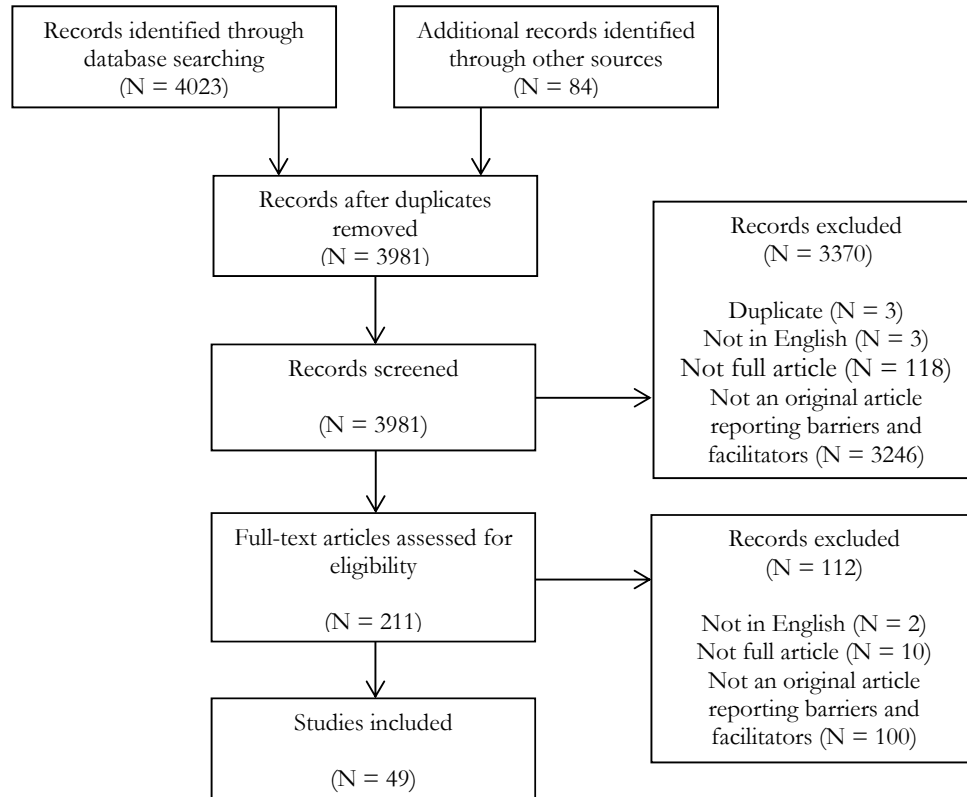 Records identified through
database searching
(N = 4023)
Additional records identified
through other sources
(N = 84)
Records after duplicates
removed
(N = 3981)
Records excluded
(N = 3370)
Duplicate (N = 3)
Not in English (N = 3)
Not full article (N = 118)
Not an original article
reporting barriers and
facilitators (N = 3246)
Records screened
(N = 3981)
Full-text articles assessed for
eligibility
(N = 211)
Records excluded
(N = 112)
Not in English (N = 2)
Not full article (N = 10)
Not an original article
reporting barriers and
facilitators (N = 100)
Studies included
(N = 49)